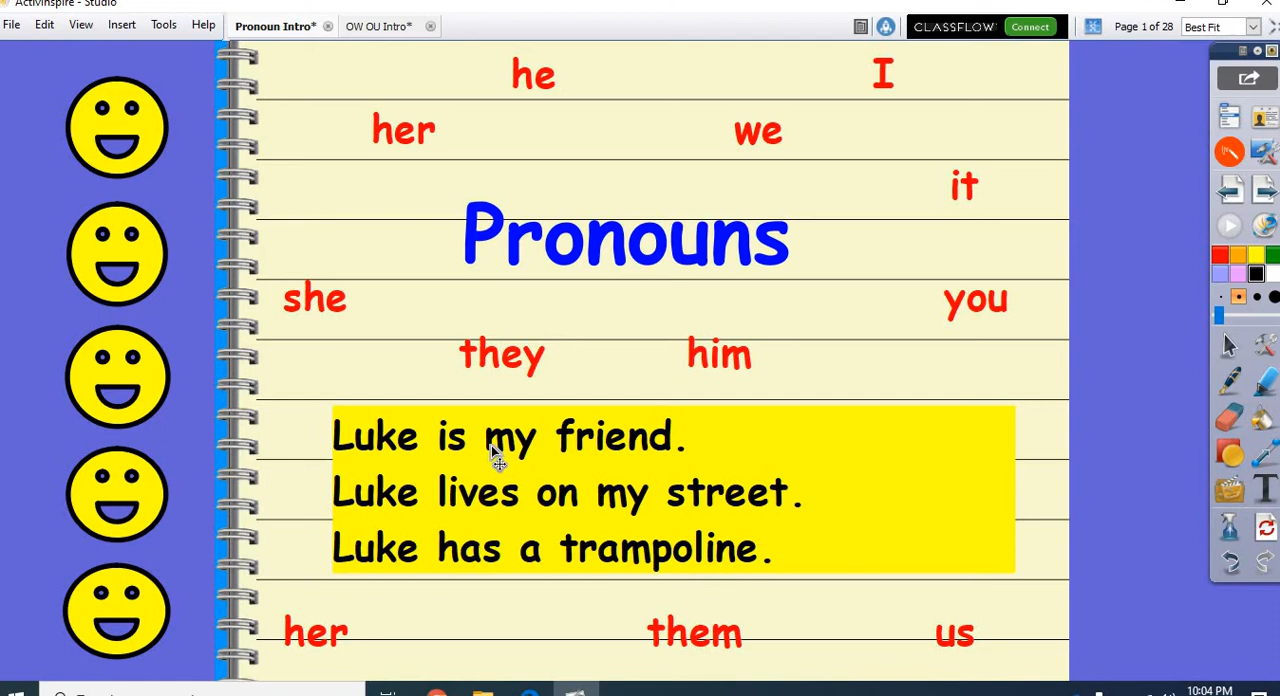 ActivInspire - Studio
File Edit View Insert Tools Help
Pronoun Intro* OW OU Intro*
CLASSFLOW Connect
Page 1 of 28
Best Fit
he I
her we
it
Pronouns
she you
they him
Luke is my friend.
Luke lives on my street.
Luke has a trampoline.
her them us
T
10:04 PM